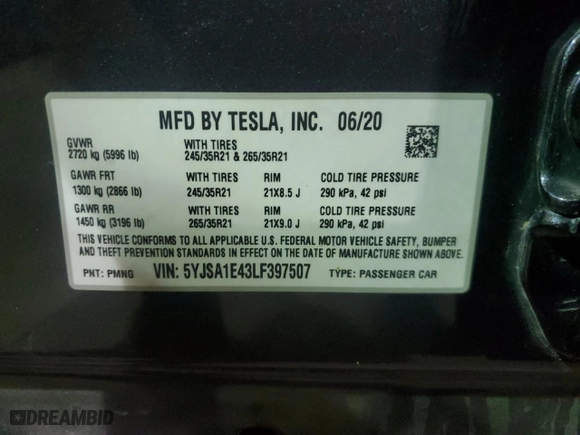 MFD BY TESLA, INC. 06/20
GVWR WITH TIRES
2720 kg (5996 lb) 245/35R21 & 265/35R21
GAWR FRT WITH TIRES RIM COLD TIRE PRESSURE
1300 kg (2866 lb) 245/35R21 21X8.5 J 290 kPa, 42 psi
GAWR RR WITH TIRES RIM COLD TIRE PRESSURE
1450 kg (3196 lb) 265/35R21 21X9.0 J 290 kPa, 42 psi
THIS VEHICLE CONFORMS TO ALL APPLICABLE U.S. FEDERAL MOTOR VEHICLE SAFETY, BUMPER
AND THEFT PREVENTION STANDARDS IN EFFECT ON THE DATE OF MANUFACTURE SHOWN ABOVE.
PNT: PMNG VIN: 5YJSA1E43LF397507 TYPE: PASSENGER CAR
DREAMBID